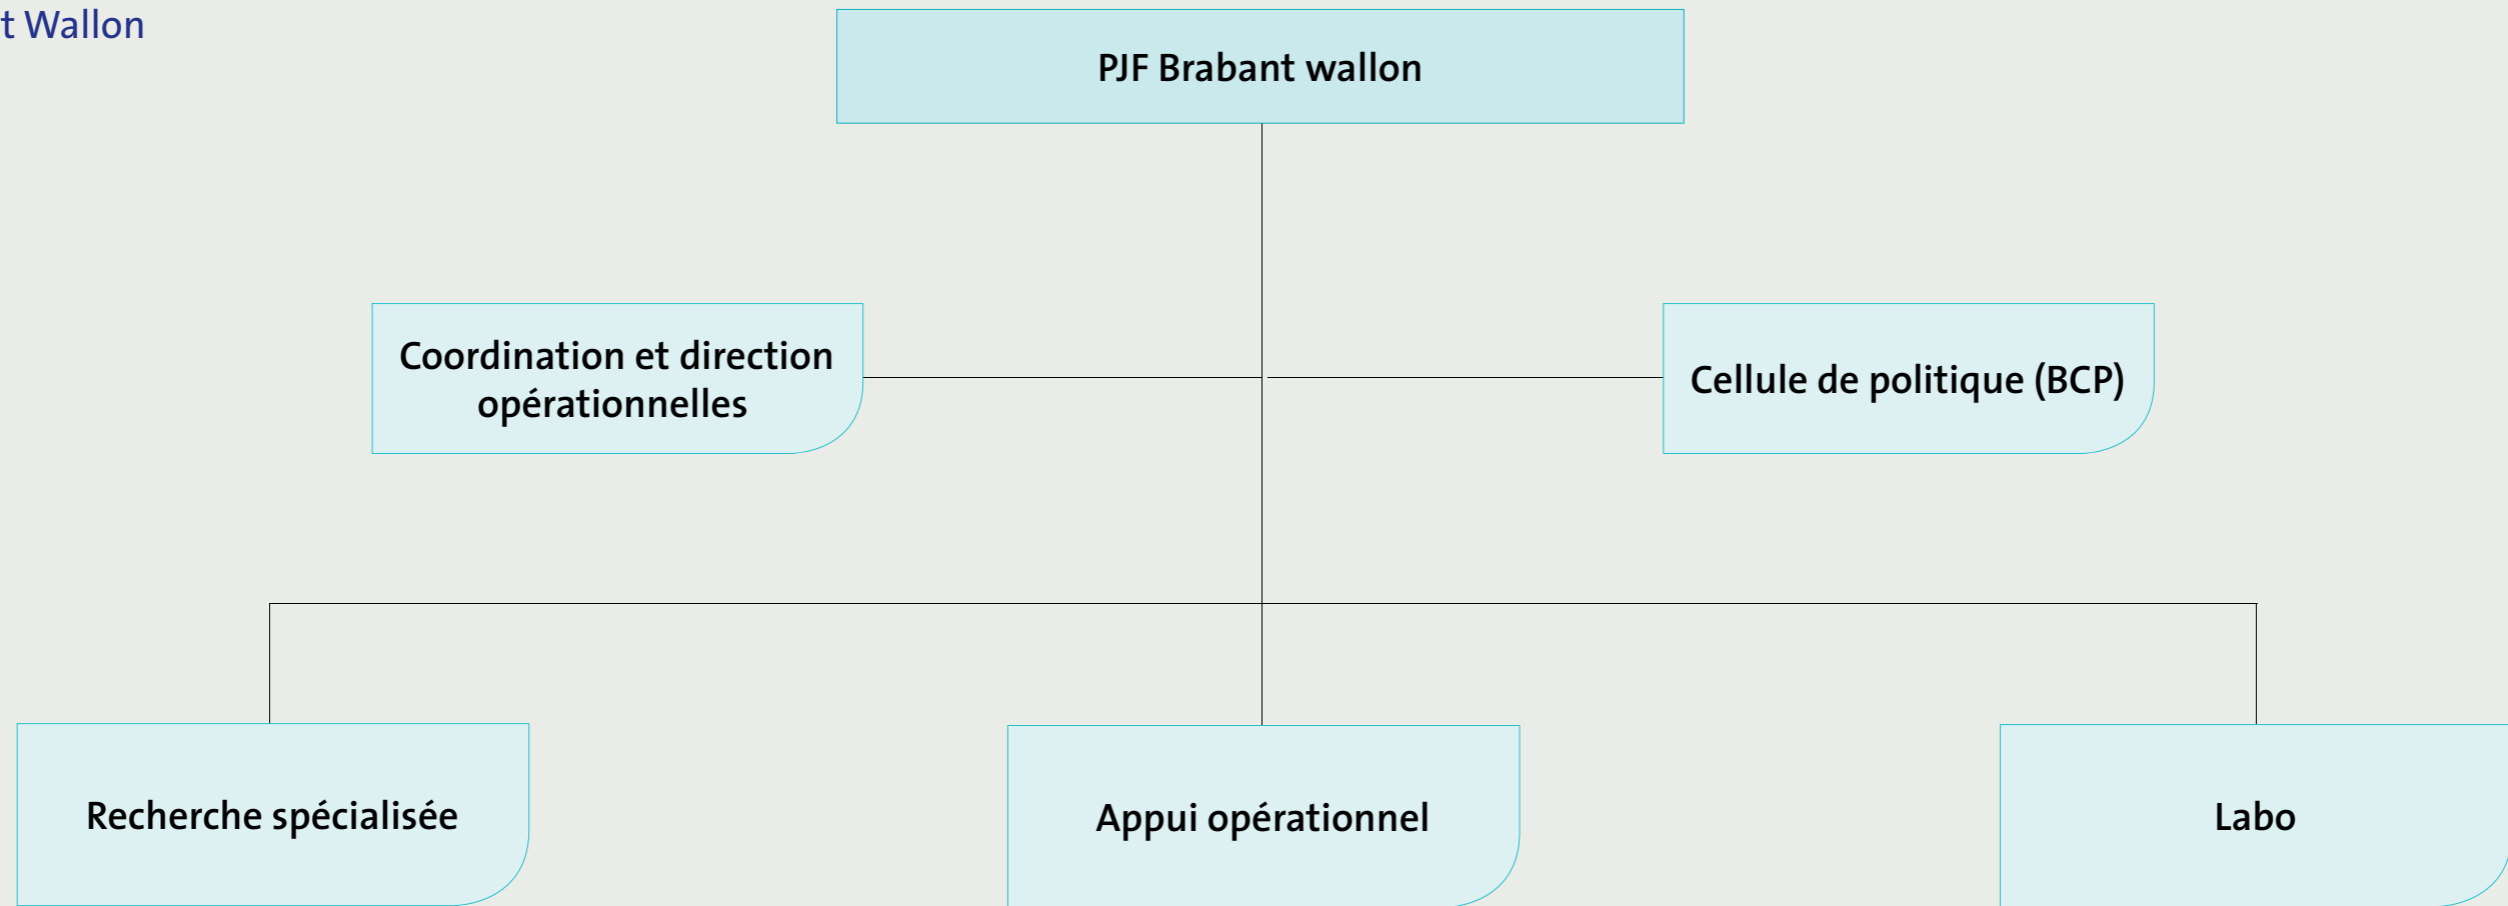 t Wallon
PJF Brabant wallon
Coordination et direction
opérationnelles
Cellule de politique (BCP)
Recherche spécialisée
Appui opérationnel
Labo